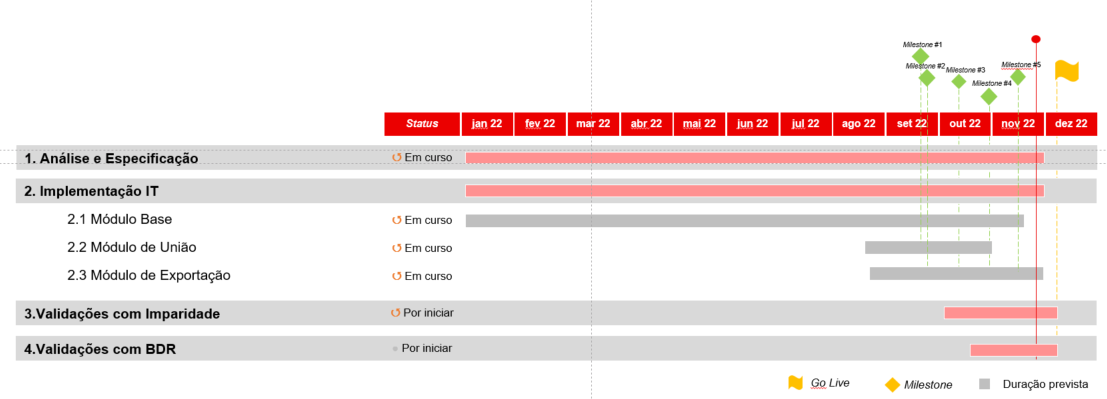 Milestone #1
Milestone #2
Milestone #3
Milestone #4
Milestone #5
Status jan 22 fev 22 mar 22 abr 22 mai 22 jun 22 jul 22 ago 22 set 22 out 22 nov 22 dez 22
1. Análise e Especificação Em curso
2. Implementação IT
2.1 Módulo Base Em curso
2.2 Módulo de União Em curso
2.3 Módulo de Exportação Em curso
3.Validações com Imparidade Por iniciar
4.Validações com BDR Por iniciar
Go Live Milestone Duração prevista